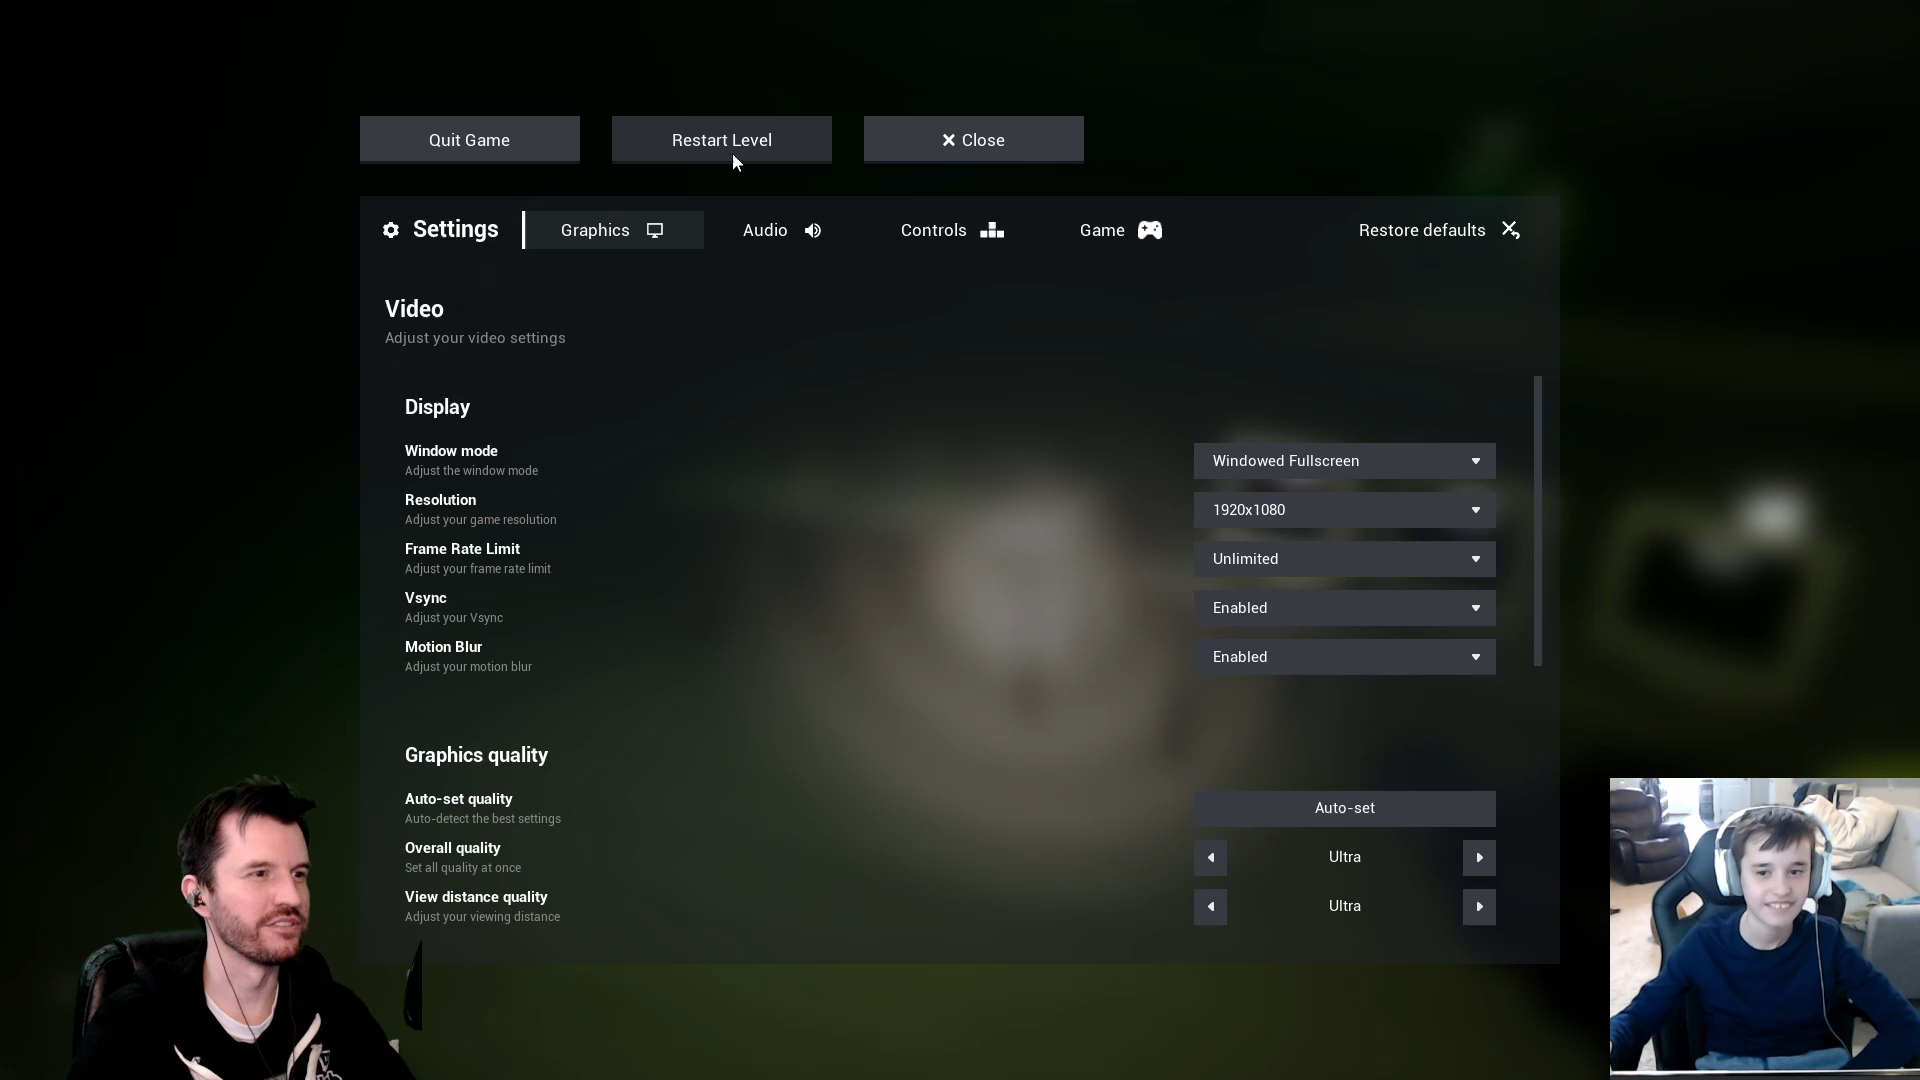 Quit Game
Restart Level
Close
Settings
Graphics
Audio
Controls
Game
Restore defaults
Video
Adjust your video settings
Display
Window mode
Adjust the window mode
Windowed Fullscreen
Resolution
Adjust your game resolution
1920x1080
Frame Rate Limit
Adjust your frame rate limit
Unlimited
Vsync
Adjust your Vsync
Enabled
Motion Blur
Adjust your motion blur
Enabled
Graphics quality
Auto-set quality
Auto-detect the best settings
Auto-set
Overall quality
Set all quality at once
Ultra
View distance quality
Adjust your viewing distance
Ultra